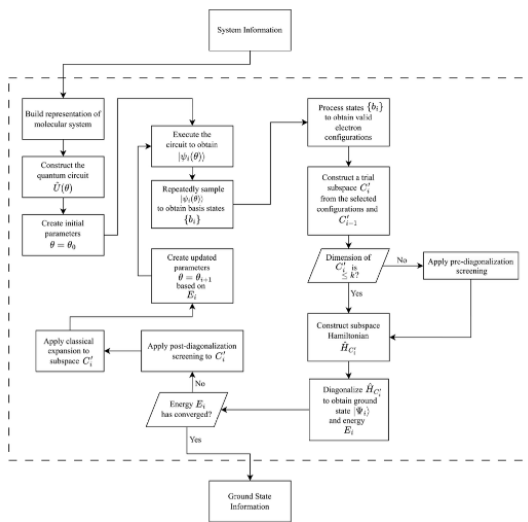 System Information
Build representation of
molecular system
Construct the
quantum circuit
Û(θ)
Create initial
parameters
θ = θ₀
Execute the
circuit to obtain
|ψᵢ(θ)⟩
Repeatedly sample
|ψᵢ(θ)⟩
to obtain basis states
{bᵢ}
Process states {bᵢ}
to obtain valid
electron
configurations
Construct a trial
subspace C′ᵢ
from the selected
configurations and
C′ᵢ₋₁
Dimension of
C′ᵢ is
≤ k?
No
Apply pre-diagonalization
screening
Yes
Construct subspace
Hamiltonian
Ĥ_C′ᵢ
Diagonalize Ĥ_C′ᵢ
to obtain ground
state |Ψᵢ⟩
and energy
Eᵢ
Energy Eᵢ
has converged?
No
Apply post-diagonalization
screening to C′ᵢ
Apply classical
expansion to
subspace C′ᵢ
Create updated
parameters
θ = θᵢ₊₁
based on
Eᵢ
Yes
Ground State
Information